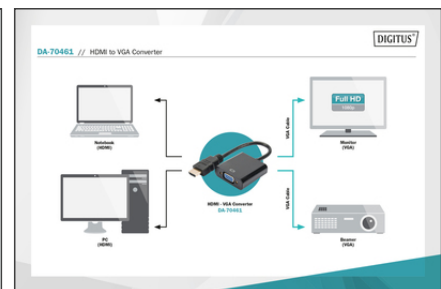 DIGITUS®
DA-70461 // HDMI to VGA Converter
Notebook
(HDMI)
VGA Cable
Full HD
1080p
Monitor
(VGA)
HDMI - VGA Converter
DA-70461
PC
(HDMI)
VGA Cable
Beamer
(VGA)